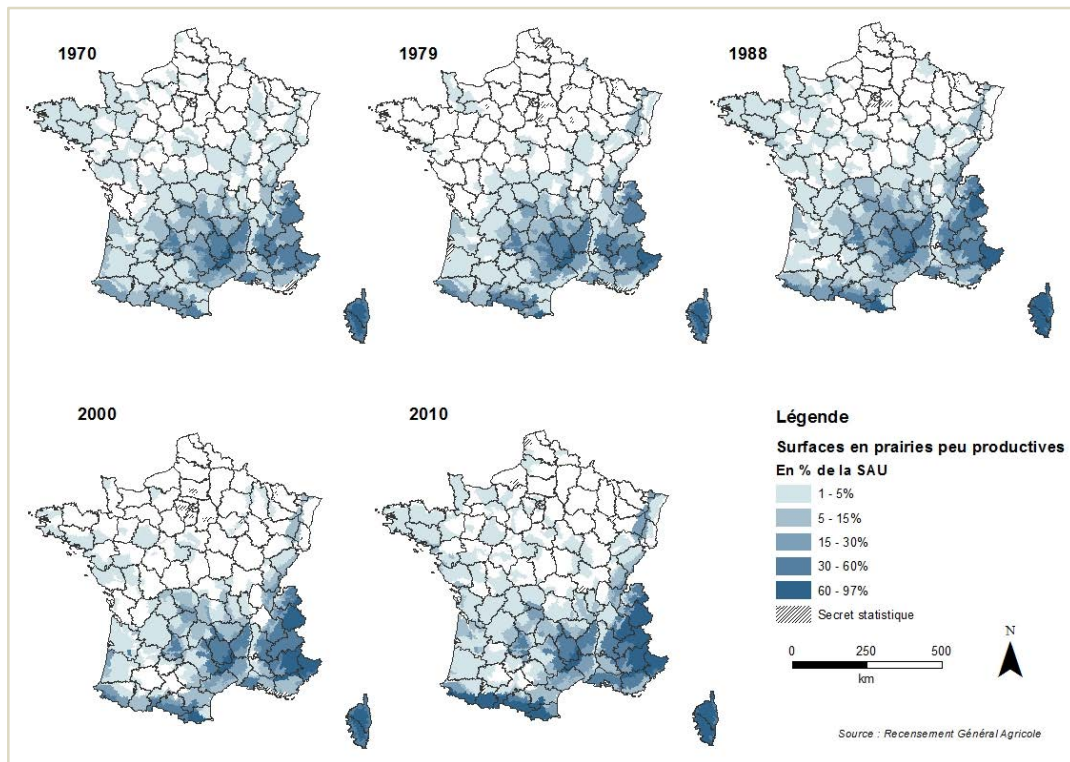 1970
1979
1988
2000
2010
Légende
Surfaces en prairies peu productives
En % de la SAU
1 - 5%
5 - 15%
15 - 30%
30 - 60%
60 - 97%
Secret statistique
N
0 250 500
km
Source : Recensement Général Agricole